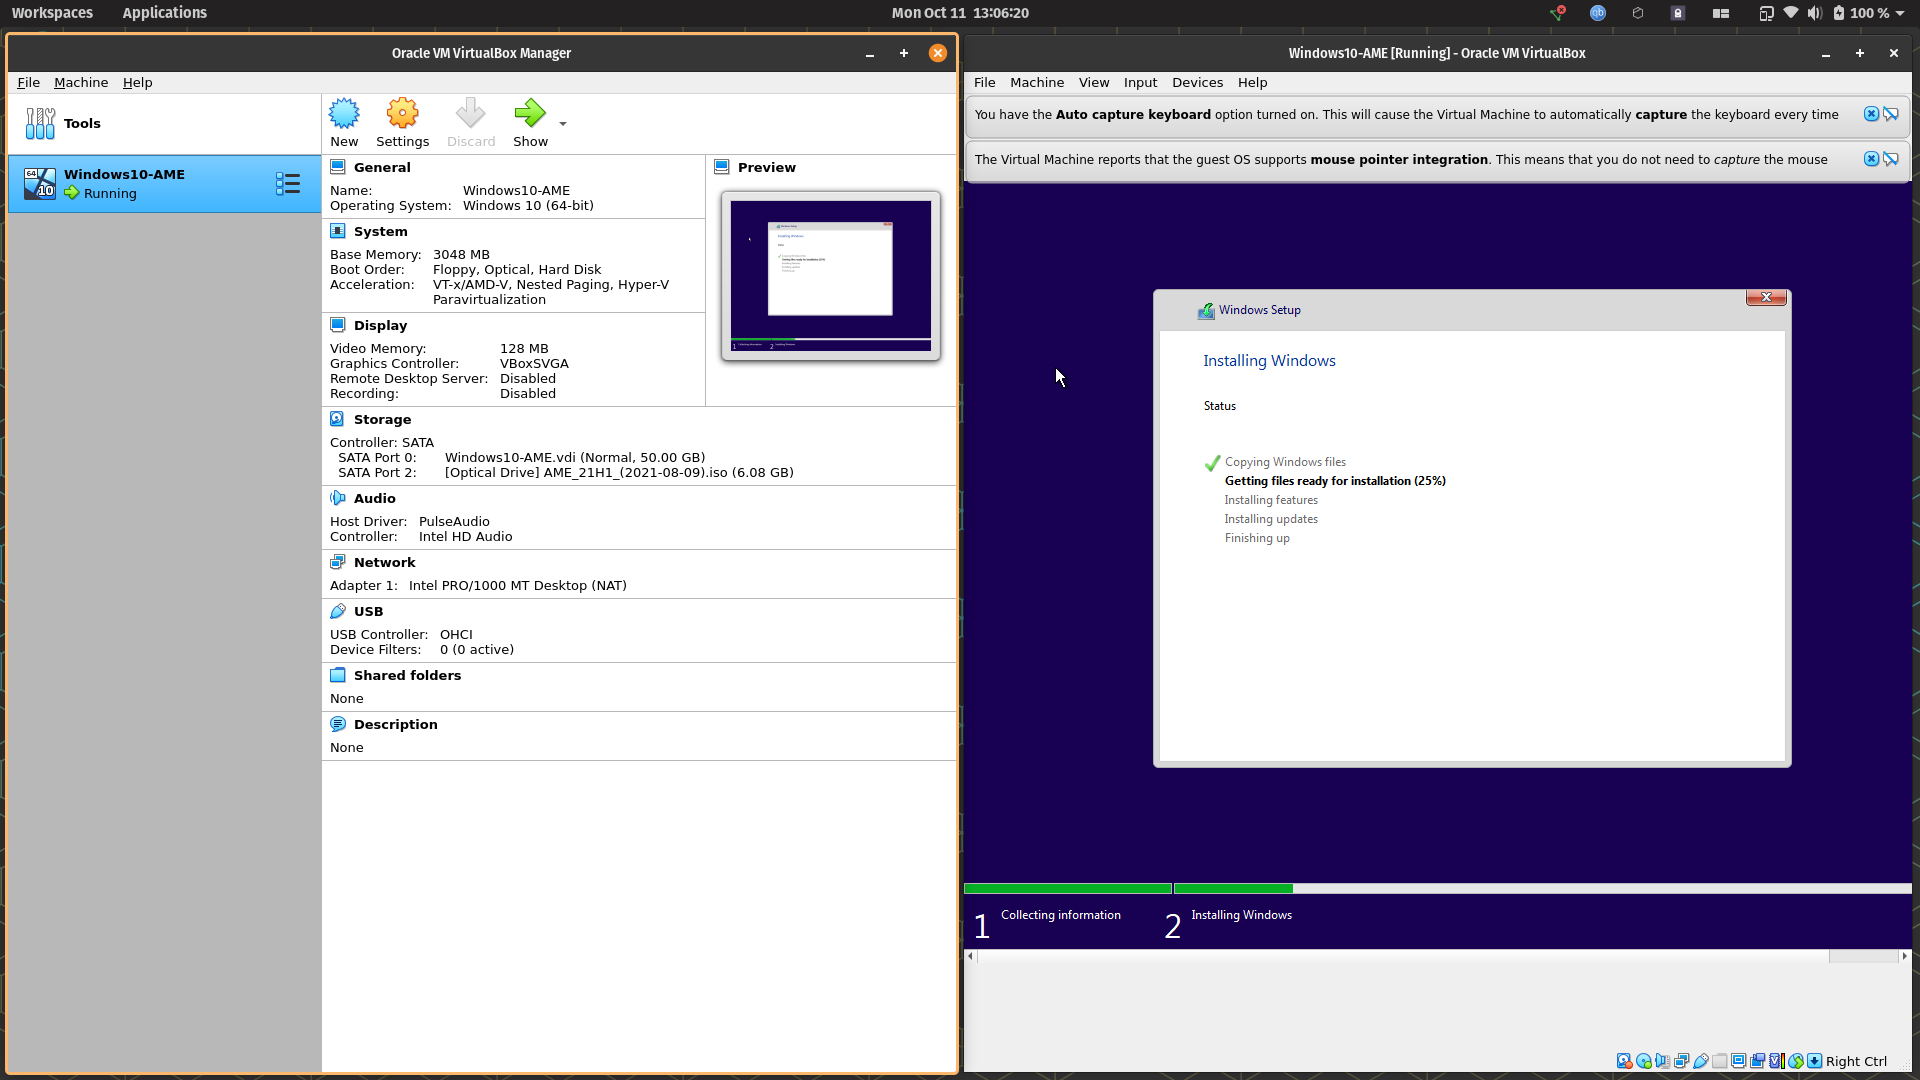 Workspaces Applications Mon Oct 11 13:06:20 100 %
Oracle VM VirtualBox Manager
File Machine Help
Tools
New Settings Discard Show
Windows10-AME
Running
General
Name: Windows10-AME
Operating System: Windows 10 (64-bit)
System
Base Memory: 3048 MB
Boot Order: Floppy, Optical, Hard Disk
Acceleration: VT-x/AMD-V, Nested Paging, Hyper-V
Paravirtualization
Display
Video Memory: 128 MB
Graphics Controller: VBoxSVGA
Remote Desktop Server: Disabled
Recording: Disabled
Preview
Storage
Controller: SATA
SATA Port 0: Windows10-AME.vdi (Normal, 50.00 GB)
SATA Port 2: [Optical Drive] AME_21H1_(2021-08-09).iso (6.08 GB)
Audio
Host Driver: PulseAudio
Controller: Intel HD Audio
Network
Adapter 1: Intel PRO/1000 MT Desktop (NAT)
USB
USB Controller: OHCI
Device Filters: 0 (0 active)
Shared folders
None
Description
None
Windows10-AME [Running] - Oracle VM VirtualBox
File Machine View Input Devices Help
You have the Auto capture keyboard option turned on. This will cause the Virtual Machine to automatically capture the keyboard every time
The Virtual Machine reports that the guest OS supports mouse pointer integration. This means that you do not need to capture the mouse
Windows Setup
Installing Windows
Status
Copying Windows files
Getting files ready for installation (25%)
Installing features
Installing updates
Finishing up
1 Collecting information 2 Installing Windows
Right Ctrl